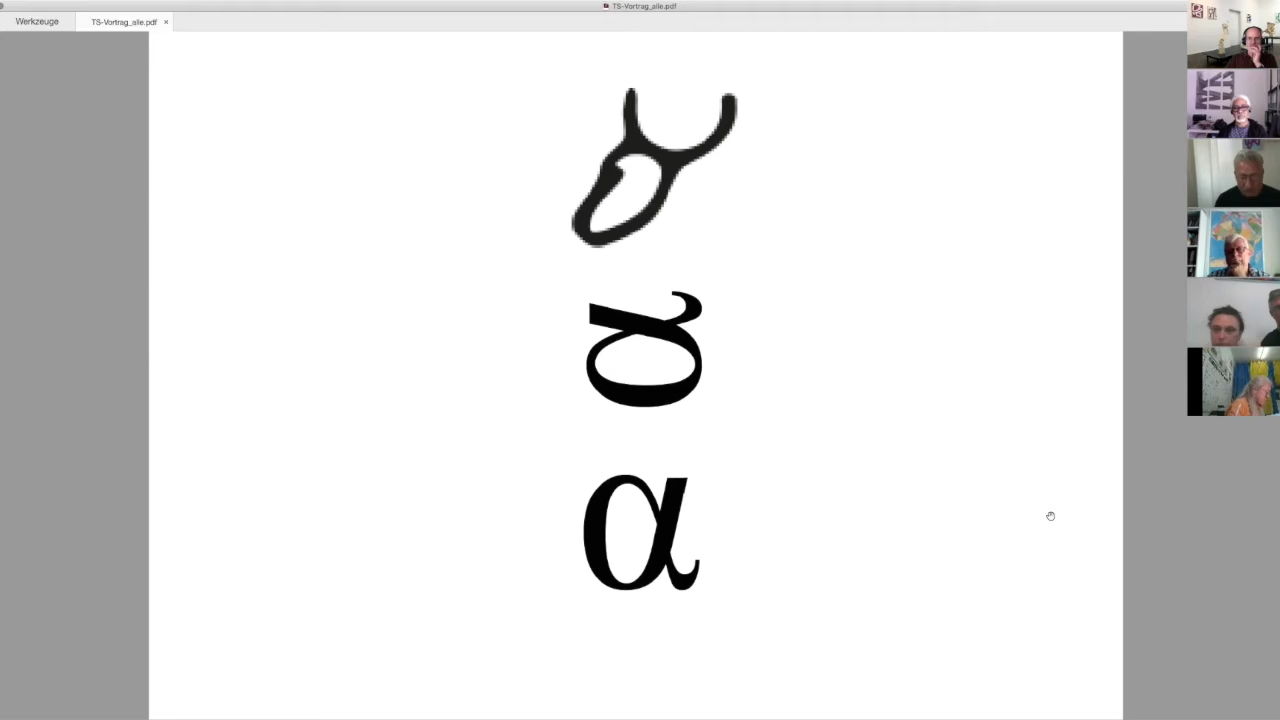 TS-Vortrag_alle.pdf
Werkzeuge
TS-Vortrag_alle.pdf ×
α
α